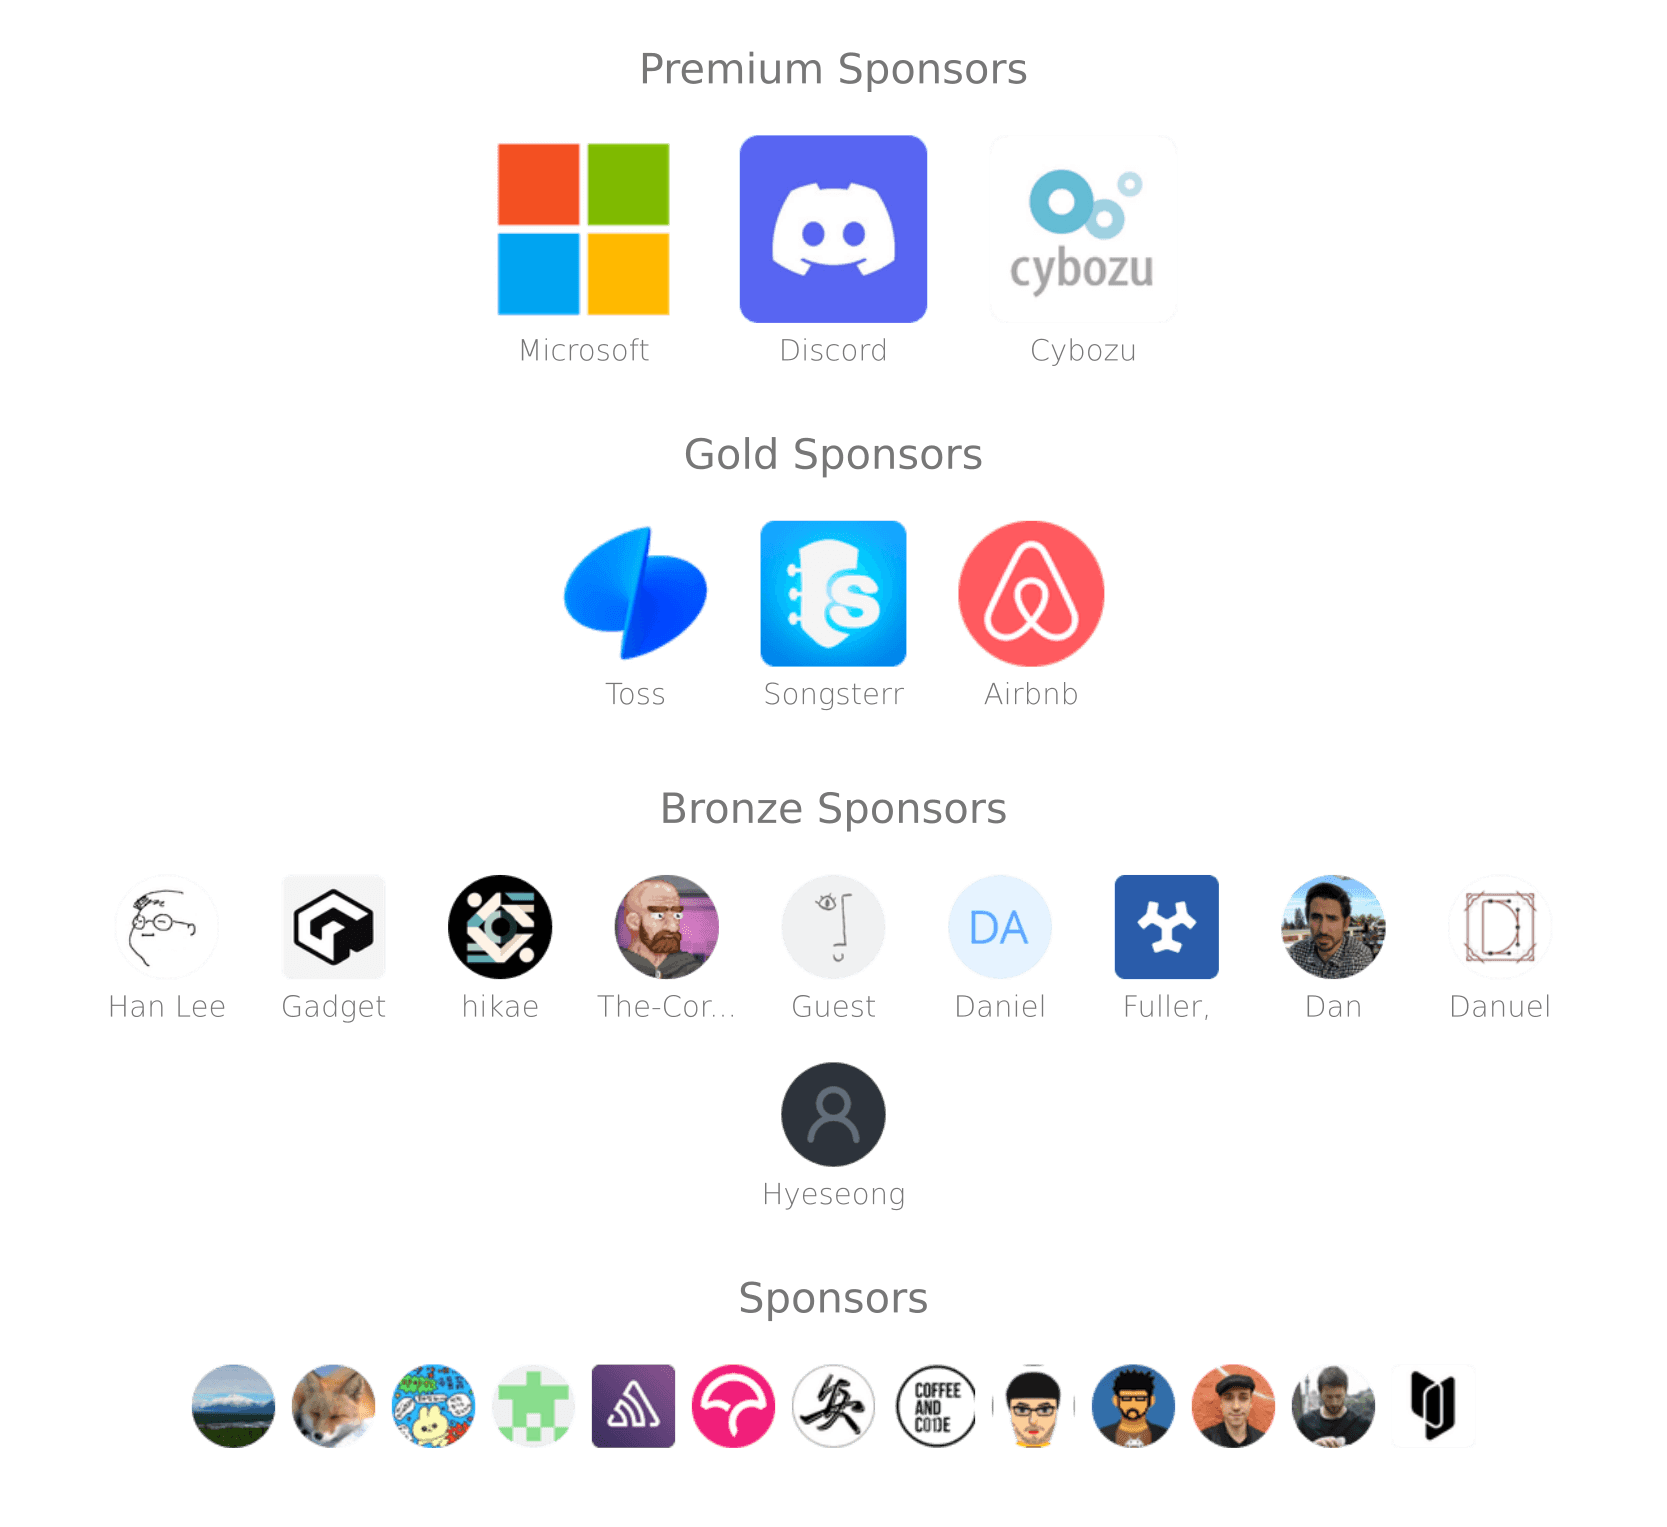 Premium Sponsors
cybozu
Microsoft Discord Cybozu
Gold Sponsors
S
Toss Songsterr Airbnb
Bronze Sponsors
DA D
Han Lee Gadget hikae The-Cor... Guest Daniel Fuller, Dan Danuel
Hyeseong
Sponsors
COFFEE
AND
CODE